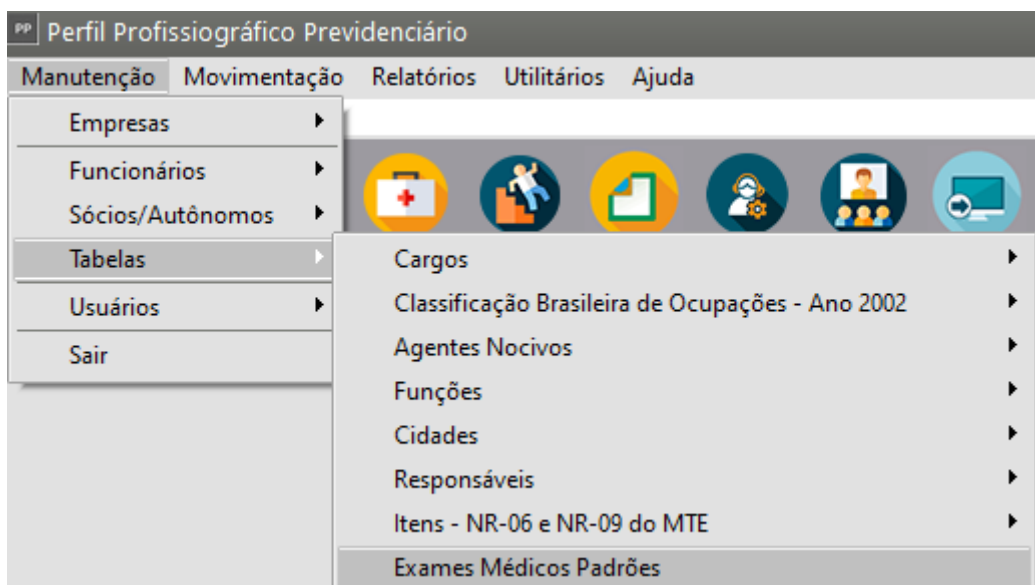 PP Perfil Profissiográfico Previdenciário
Manutenção Movimentação Relatórios Utilitários Ajuda
Empresas
Funcionários
Sócios/Autônomos
Tabelas
Usuários
Sair
Cargos
Classificação Brasileira de Ocupações - Ano 2002
Agentes Nocivos
Funções
Cidades
Responsáveis
Itens - NR-06 e NR-09 do MTE
Exames Médicos Padrões